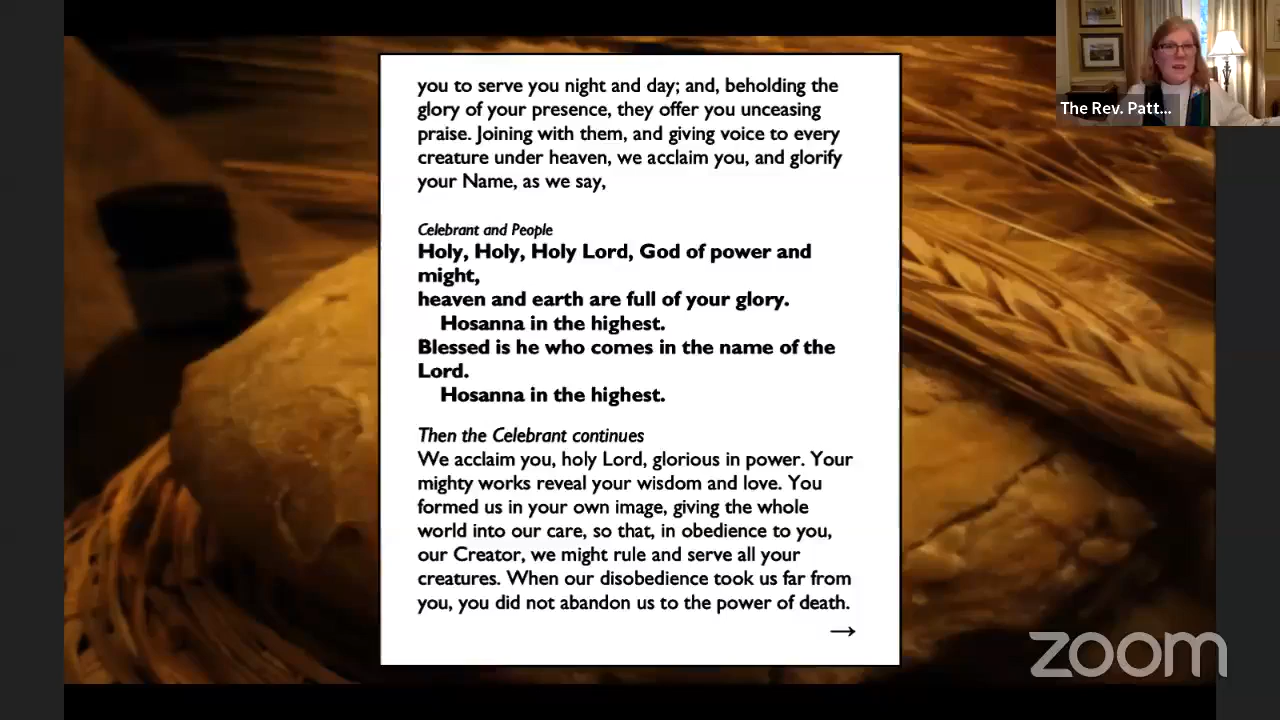 you to serve you night and day; and, beholding the
glory of your presence, they offer you unceasing
praise. Joining with them, and giving voice to every
creature under heaven, we acclaim you, and glorify
your Name, as we say,
Celebrant and People
Holy, Holy, Holy Lord, God of power and
might,
heaven and earth are full of your glory.
Hosanna in the highest.
Blessed is he who comes in the name of the
Lord.
Hosanna in the highest.
Then the Celebrant continues
We acclaim you, holy Lord, glorious in power. Your
mighty works reveal your wisdom and love. You
formed us in your own image, giving the whole
world into our care, so that, in obedience to you,
our Creator, we might rule and serve all your
creatures. When our disobedience took us far from
you, you did not abandon us to the power of death.
→
The Rev. Patt...
zoom